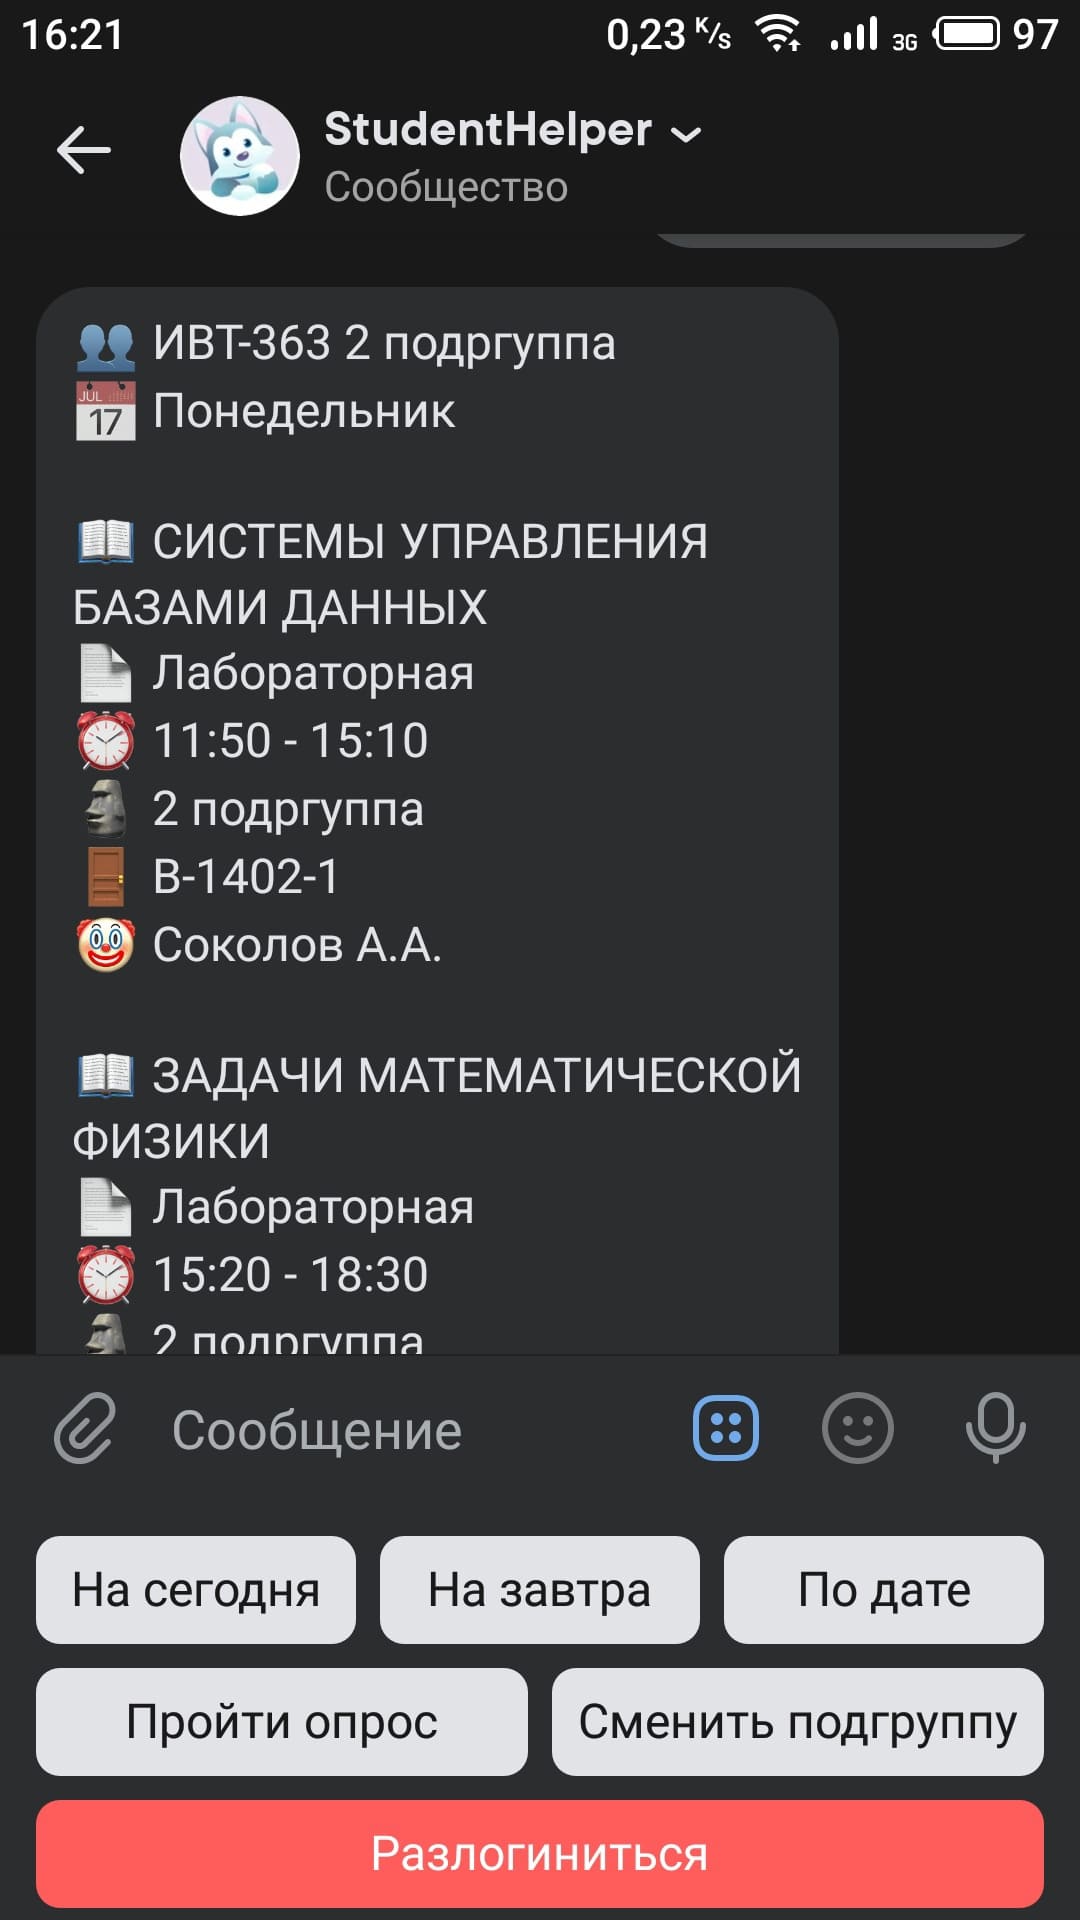 16:21
0,23 K/s
3G
97
StudentHelper
Сообщество
ИВТ-363 2 подргуппа
JUL
17
Понедельник
СИСТЕМЫ УПРАВЛЕНИЯ
БАЗАМИ ДАННЫХ
Лабораторная
11:50 - 15:10
2 подргуппа
В-1402-1
Соколов А.А.
ЗАДАЧИ МАТЕМАТИЧЕСКОЙ
ФИЗИКИ
Лабораторная
15:20 - 18:30
2 подргуппа
Сообщение
На сегодня
На завтра
По дате
Пройти опрос
Сменить подгруппу
Разлогиниться